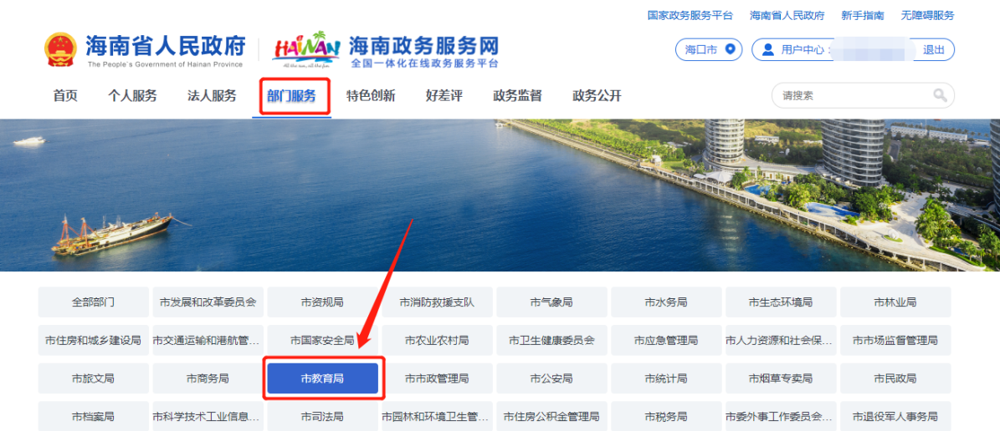 国家政务服务平台 海南省人民政府 新手指南 无障碍服务
海南省人民政府 HAINAN 海南政务服务网 海口市 用户中心: 退出
The People's Government of Hainan Province 全国一体化在线政务服务平台
首页 个人服务 法人服务 部门服务 特色创新 好差评 政务监督 政务公开 请搜索
全部部门 市发展和改革委员会 市资规局 市消防救援支队 市气象局 市水务局 市生态环境局 市林业局
市住房和城乡建设局 市交通运输和港航管... 市国家安全局 市农业农村局 市卫生健康委员会 市应急管理局 市人力资源和社会保... 市市场监督管理局
市旅文局 市商务局 市教育局 市市政管理局 市公安局 市统计局 市烟草专卖局 市民政局
市档案局 市科学技术工业信息... 市司法局 市园林和环境卫生管... 市住房公积金管理局 市税务局 市委外事工作委员会... 市退役军人事务局